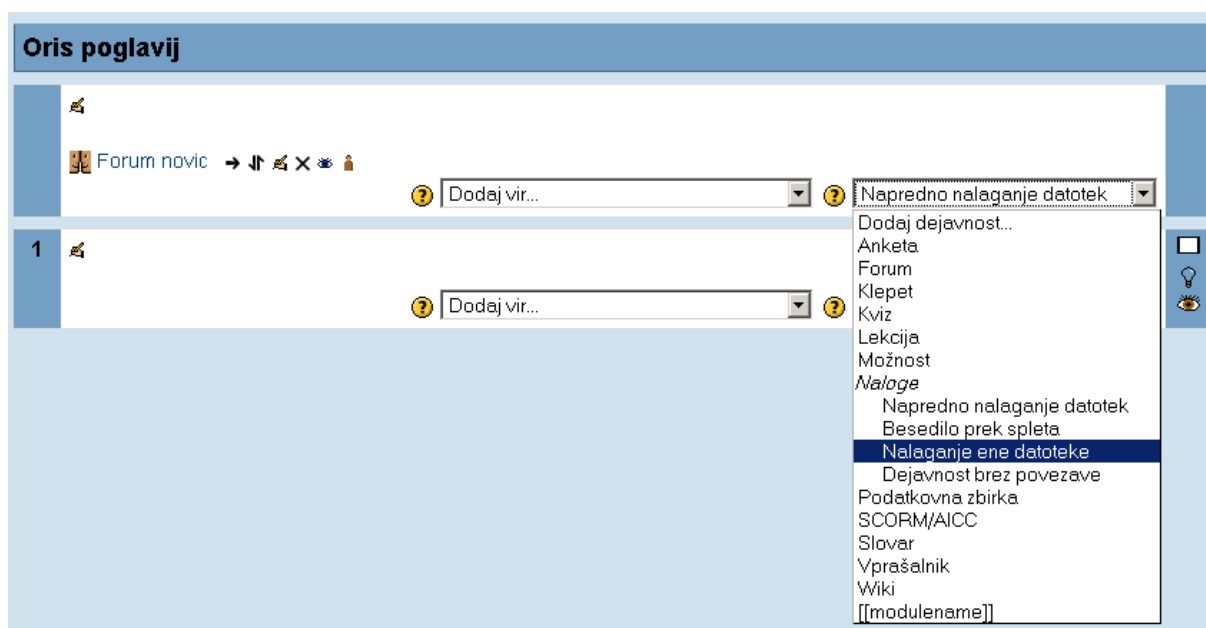 Oris poglavij
Forum novic
? Dodaj vir... ? Napredno nalaganje datotek
Dodaj dejavnost...
Anketa
Forum
Klepet
Kviz
Lekcija
Možnost
Naloge
Napredno nalaganje datotek
Besedilo prek spleta
Nalaganje ene datoteke
Dejavnost brez povezave
Podatkovna zbirka
SCORM/AICC
Slovar
Vprašalnik
Wiki
[[modulename]]
1
? Dodaj vir... ?